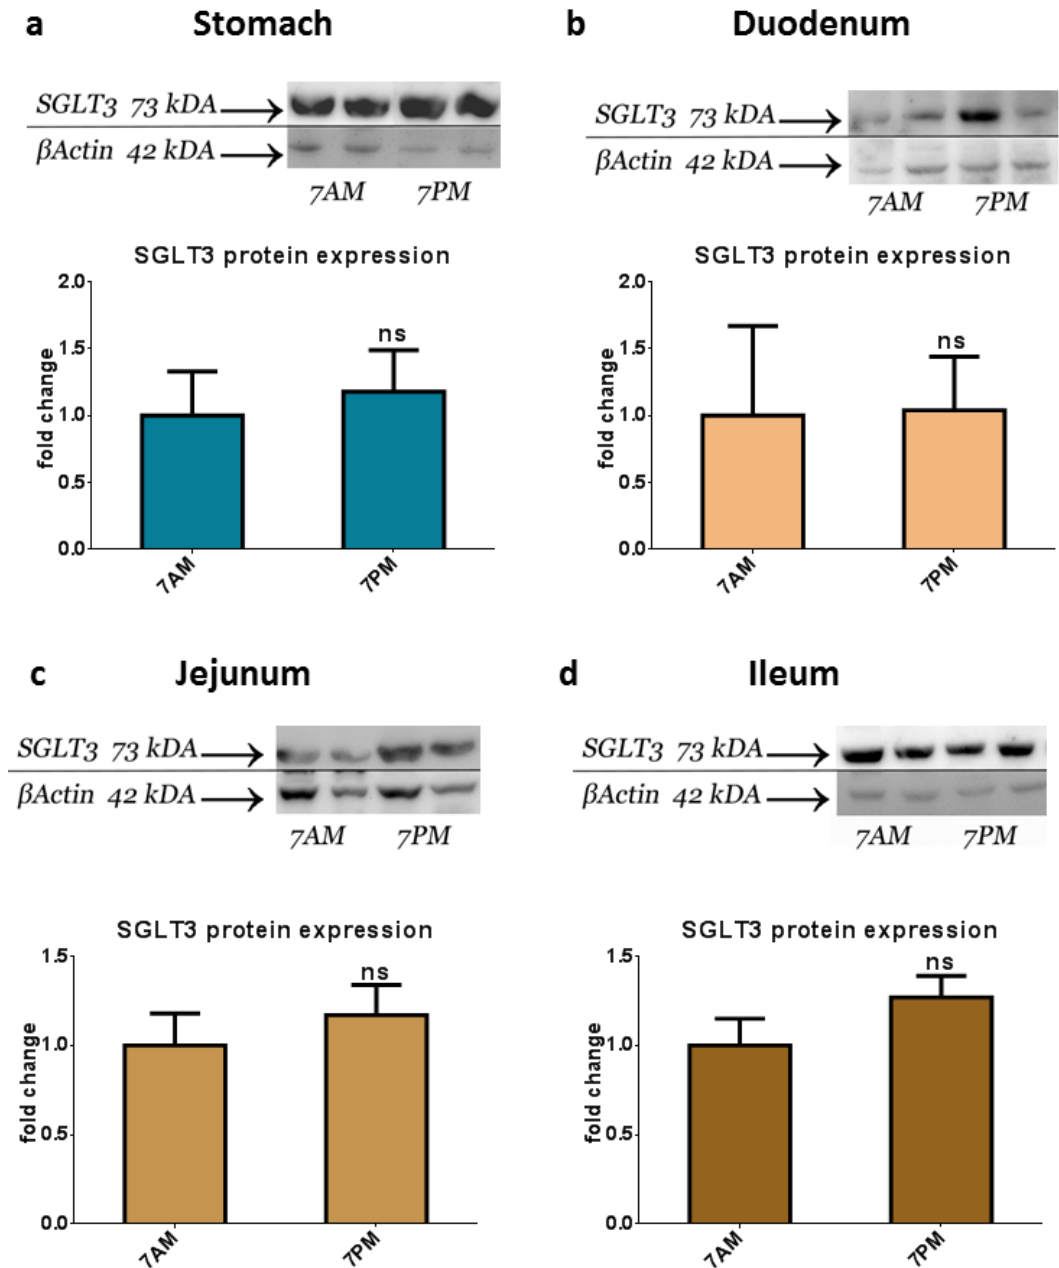 a Stomach
SGLT3 73 kDA
βActin 42 kDA
7AM 7PM
SGLT3 protein expression
2.0
1.5
1.0
0.5
0.0
fold change
ns
7AM
7PM
b Duodenum
SGLT3 73 kDA
βActin 42 kDA
7AM 7PM
SGLT3 protein expression
2.0
1.5
1.0
0.5
0.0
fold change
ns
7AM
7PM
c Jejunum
SGLT3 73 kDA
βActin 42 kDA
7AM 7PM
SGLT3 protein expression
1.5
1.0
0.5
0.0
fold change
ns
7AM
7PM
d Ileum
SGLT3 73 kDA
βActin 42 kDA
7AM 7PM
SGLT3 protein expression
1.5
1.0
0.5
0.0
fold change
ns
7AM
7PM